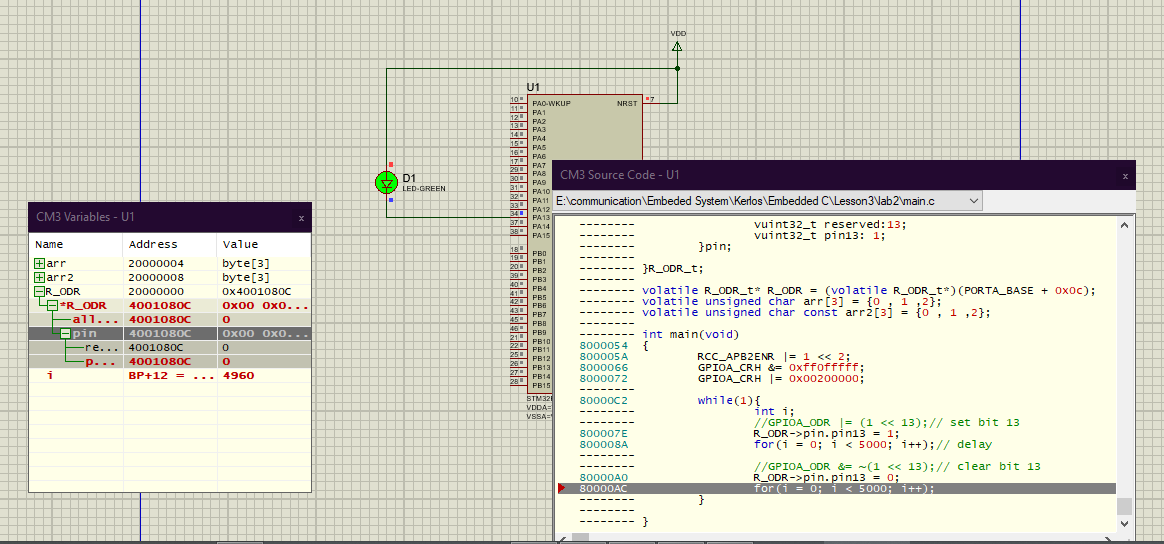 VDD
U1
10 PA0-WKUP NRST 7
11 PA1
12 PA2
13 PA3
14 PA4
15 PA5
16 PA6
17 PA7
29 PA8
30 PA9
31 PA10
32 PA11
33 PA12
34 PA13
37 PA14
38 PA15
18 PB0
19 PB1
20 PB2
39 PB3
40 PB4
41 PB5
42 PB6
43 PB7
45 PB8
46 PB9
21 PB10
22 PB11
25 PB12
26 PB13
27 PB14
28 PB15
VDDA=
VSSA=
D1
LED-GREEN
CM3 Variables - U1 x
Name Address Value
arr 20000004 byte[3]
arr2 20000008 byte[3]
R_ODR 20000000 0x4001080C
*R_ODR 4001080C 0x00 0x0...
all... 4001080C 0
pin 4001080C 0x00 0x0...
re... 4001080C 0
p... 4001080C 0
i BP+12 = ... 4960
CM3 Source Code - U1 x
E:\communication\Embeded System\Kerlos\Embedded C\Lesson3\lab2\main.c
-------- vuint32_t reserved:13;
-------- vuint32_t pin13: 1;
-------- }pin;
--------
-------- }R_ODR_t;
--------
-------- volatile R_ODR_t* R_ODR = (volatile R_ODR_t*)(PORTA_BASE + 0x0c);
-------- volatile unsigned char arr[3] = {0 , 1 ,2};
-------- volatile unsigned char const arr2[3] = {0 , 1 ,2};
--------
-------- int main(void)
8000054 {
800005A RCC_APB2ENR |= 1 << 2;
8000066 GPIOA_CRH &= 0xff0fffff;
8000072 GPIOA_CRH |= 0x00200000;
--------
80000C2 while(1){
-------- int i;
-------- //GPIOA_ODR |= (1 << 13);// set bit 13
800007E R_ODR->pin.pin13 = 1;
800008A for(i = 0; i < 5000; i++);// delay
--------
-------- //GPIOA_ODR &= ~(1 << 13);// clear bit 13
80000A0 R_ODR->pin.pin13 = 0;
80000AC for(i = 0; i < 5000; i++);
-------- }
--------
-------- }